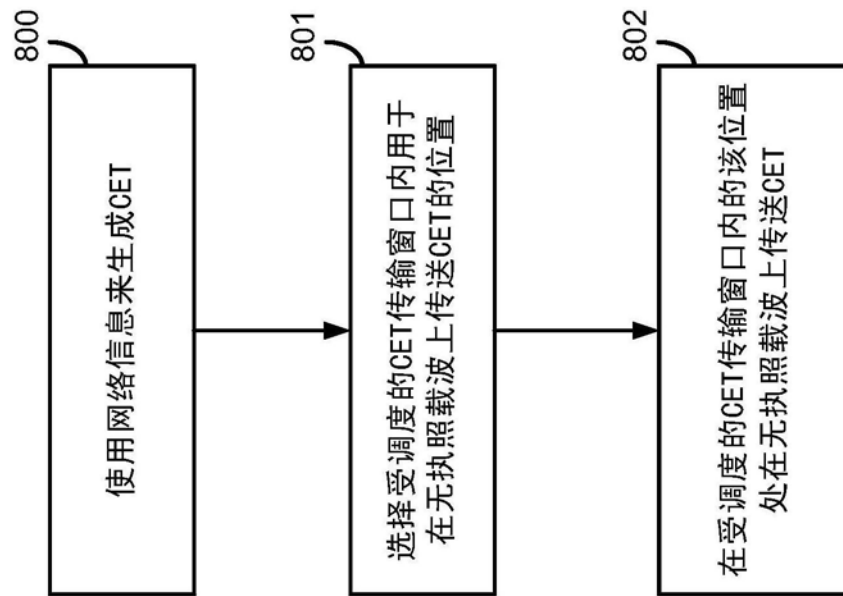 800
使用网络信息来生成CET
801
选择受调度的CET传输窗口内用于
在无执照载波上传送CET的位置
802
在受调度的CET传输窗口内的该位置
处在无执照载波上传送CET